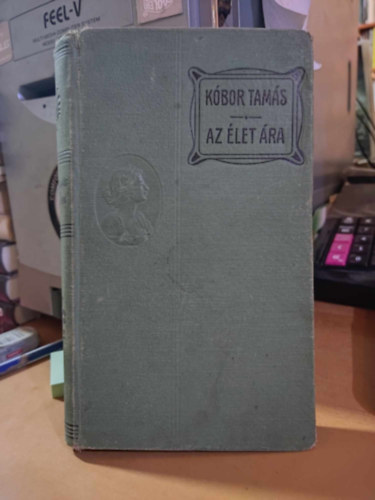 FEEL-V
KÓBOR TAMÁS
AZ ÉLET ÁRA